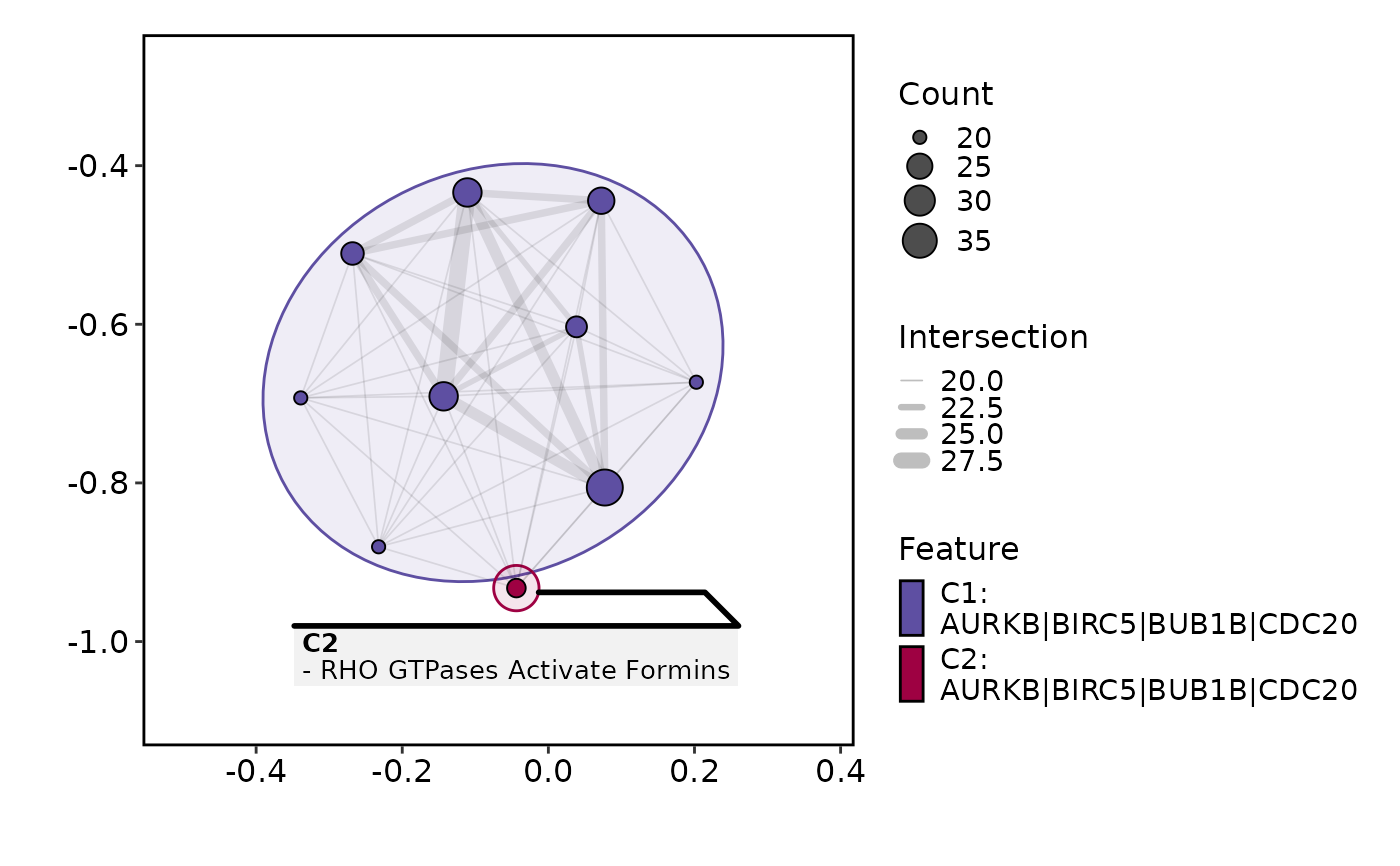 -0.4
-0.6
-0.8
-1.0
-0.4
-0.2
0.0
0.2
0.4
C2
- RHO GTPases Activate Formins
Count
20
25
30
35
Intersection
20.0
22.5
25.0
27.5
Feature
C1:
AURKB|BIRC5|BUB1B|CDC20
C2:
AURKB|BIRC5|BUB1B|CDC20